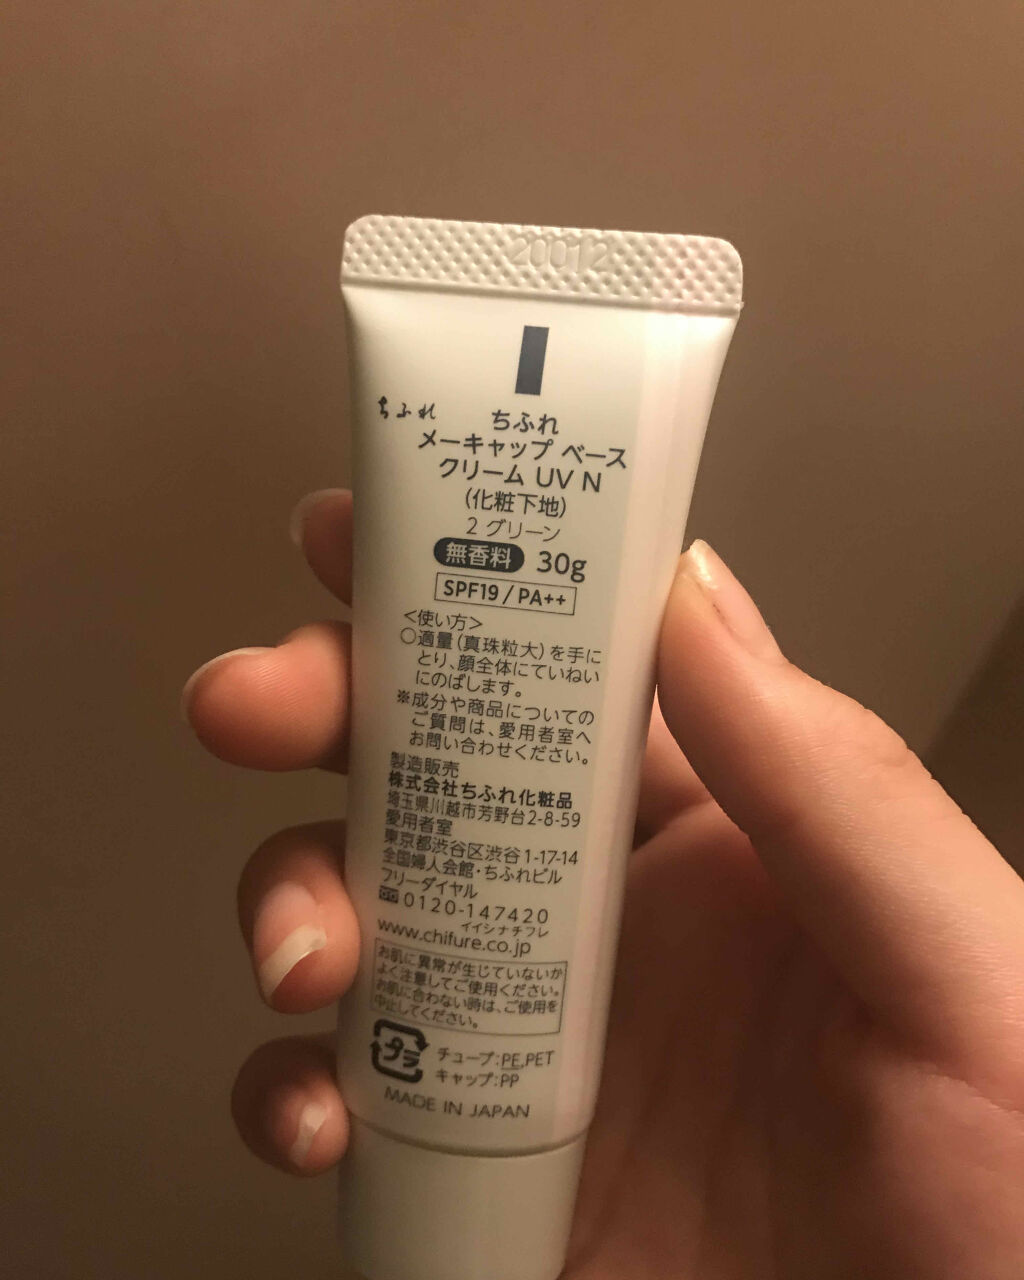 20012
ちふれ
ちふれ
メーキャップ ベース
クリーム UV N
(化粧下地)
2 グリーン
無香料 30g
SPF19 / PA++
＜使い方＞
○適量(真珠粒大)を手に
とり、顔全体にていねい
にのばします。
※成分や商品についての
ご質問は、愛用者室へ
お問い合わせください。
製造販売
株式会社ちふれ化粧品
埼玉県川越市芳野台2-8-59
愛用者室
東京都渋谷区渋谷1-17-14
全国婦人会館・ちふれビル
フリーダイヤル
0120-147420
イイシナチフレ
www.chifure.co.jp
お肌に異常が生じていないか
よく注意してご使用ください。
お肌に合わない時は、ご使用を
中止してください。
プラ
チューブ:PE,PET
キャップ:PP
MADE IN JAPAN